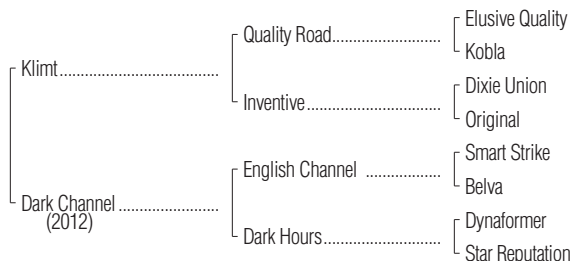 Elusive Quality
Quality Road
Kobla
Klimt
Dixie Union
Inventive
Original
Smart Strike
English Channel
Belva
Dark Channel
(2012)
Dynaformer
Dark Hours
Star Reputation